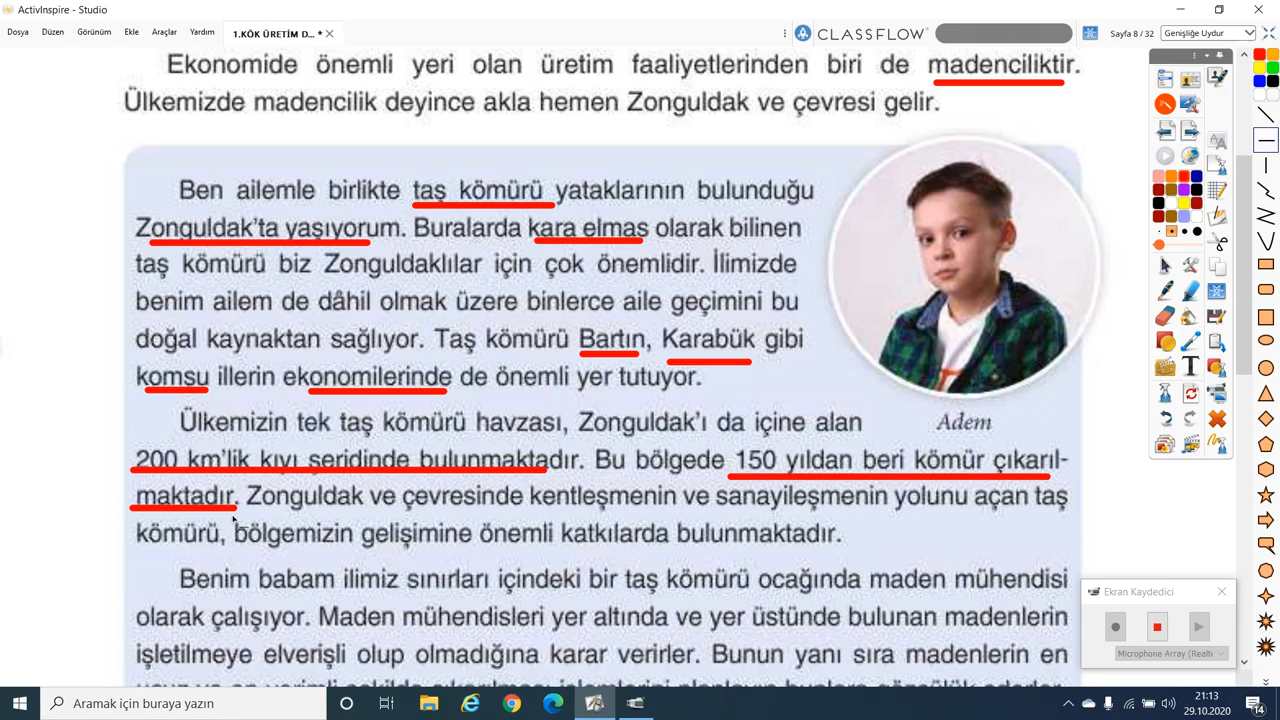 ActivInspire - Studio
Dosya Düzen Görünüm Ekle Araçlar Yardım 1.KÖK ÜRETİM D... * CLASSFLOW Sayfa 8 / 32 Genişliğe Uydur
Ekonomide önemli yeri olan üretim faaliyetlerinden biri de madenciliktir.
Ülkemizde madencilik deyince akla hemen Zonguldak ve çevresi gelir.
Ben ailemle birlikte taş kömürü yataklarının bulunduğu
Zonguldak'ta yaşıyorum. Buralarda kara elmas olarak bilinen
taş kömürü biz Zonguldaklılar için çok önemlidir. İlimizde
benim ailem de dâhil olmak üzere binlerce aile geçimini bu
doğal kaynaktan sağlıyor. Taş kömürü Bartın, Karabük gibi
komşu illerin ekonomilerinde de önemli yer tutuyor.
Adem
Ülkemizin tek taş kömürü havzası, Zonguldak'ı da içine alan
200 km'lik kıyı şeridinde bulunmaktadır. Bu bölgede 150 yıldan beri kömür çıkarıl-
maktadır. Zonguldak ve çevresinde kentleşmenin ve sanayileşmenin yolunu açan taş
kömürü, bölgemizin gelişimine önemli katkılarda bulunmaktadır.
Benim babam ilimiz sınırları içindeki bir taş kömürü ocağında maden mühendisi
olarak çalışıyor. Maden mühendisleri yer altında ve yer üstünde bulunan madenlerin
işletilmeye elverişli olup olmadığına karar verirler. Bunun yanı sıra madenlerin en
Ekran Kaydedici
Microphone Array (Realt
Aramak için buraya yazın
21:13
29.10.2020
14